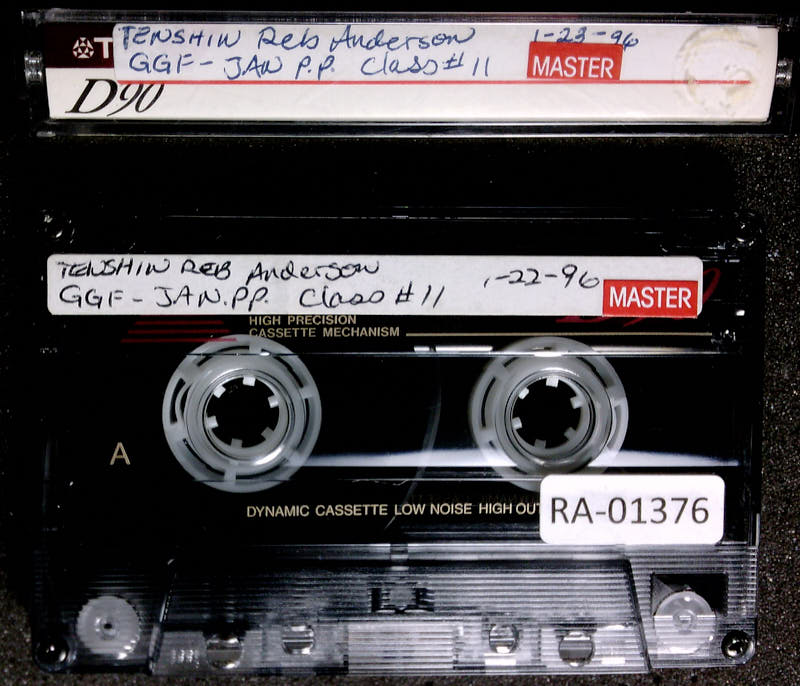 TENSHIN Reb Anderson 1-23-96
GGF - JAN P.P. Class #11 MASTER
D90
TENSHIN REB Anderson 1-22-96
GGF - JAN. P.P. Class #11 MASTER
HIGH PRECISION
CASSETTE MECHANISM
A
DYNAMIC CASSETTE LOW NOISE HIGH OUT
RA-01376